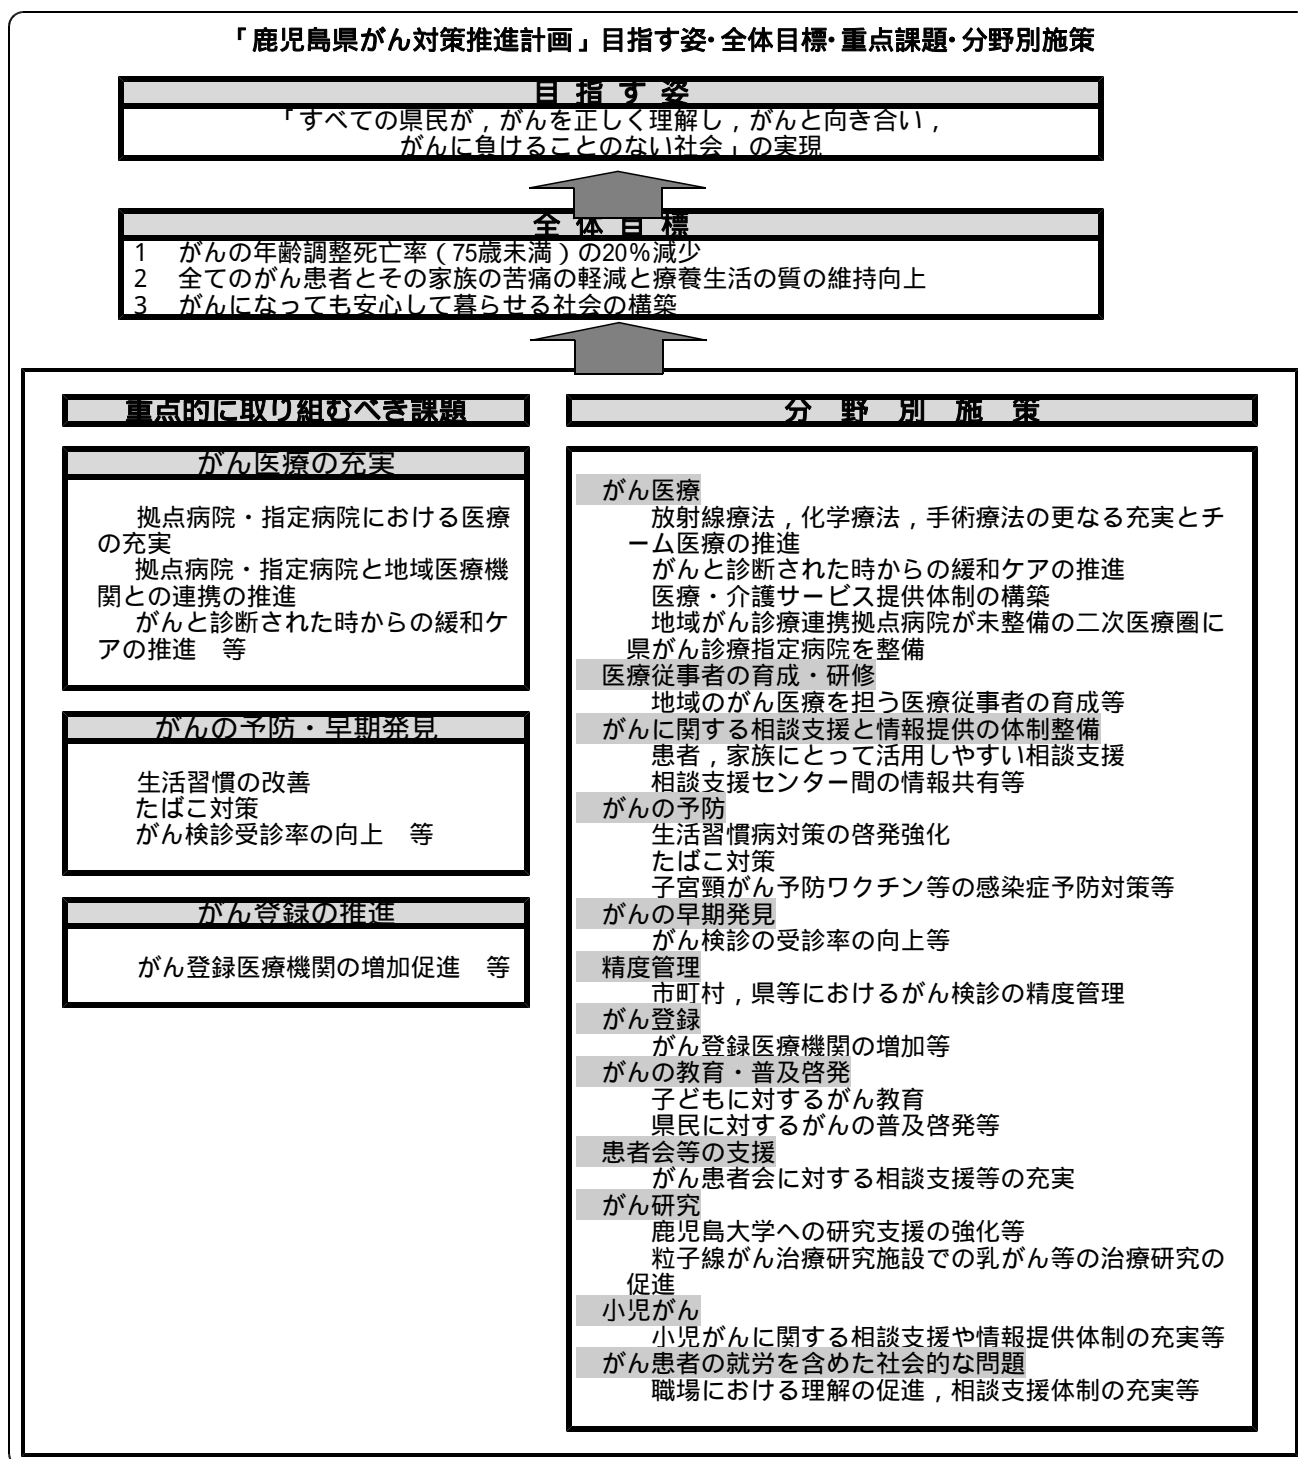 「鹿児島県がん対策推進計画」目指す姿・全体目標・重点課題・分野別施策
目指す姿
「すべての県民が，がんを正しく理解し，がんと向き合い，
がんに負けることのない社会」の実現
全体目標
1 がんの年齢調整死亡率（75歳未満）の20％減少
2 全てのがん患者とその家族の苦痛の軽減と療養生活の質の維持向上
3 がんになっても安心して暮らせる社会の構築
重点的に取り組むべき課題
がん医療の充実
拠点病院・指定病院における医療
の充実
拠点病院・指定病院と地域医療機
関との連携の推進
がんと診断された時からの緩和ケ
アの推進　等
がんの予防・早期発見
生活習慣の改善
たばこ対策
がん検診受診率の向上　等
がん登録の推進
がん登録医療機関の増加促進　等
分野別施策
がん医療
放射線療法，化学療法，手術療法の更なる充実とチ
ーム医療の推進
がんと診断された時からの緩和ケアの推進
医療・介護サービス提供体制の構築
地域がん診療連携拠点病院が未整備の二次医療圏に
県がん診療指定病院を整備
医療従事者の育成・研修
地域のがん医療を担う医療従事者の育成等
がんに関する相談支援と情報提供の体制整備
患者，家族にとって活用しやすい相談支援
相談支援センター間の情報共有等
がんの予防
生活習慣病対策の啓発強化
たばこ対策
子宮頸がん予防ワクチン等の感染症予防対策等
がんの早期発見
がん検診の受診率の向上等
精度管理
市町村，県等におけるがん検診の精度管理
がん登録
がん登録医療機関の増加等
がんの教育・普及啓発
子どもに対するがん教育
県民に対するがんの普及啓発等
患者会等の支援
がん患者会に対する相談支援等の充実
がん研究
鹿児島大学への研究支援の強化等
粒子線がん治療研究施設での乳がん等の治療研究の
促進
小児がん
小児がんに関する相談支援や情報提供体制の充実等
がん患者の就労を含めた社会的な問題
職場における理解の促進，相談支援体制の充実等